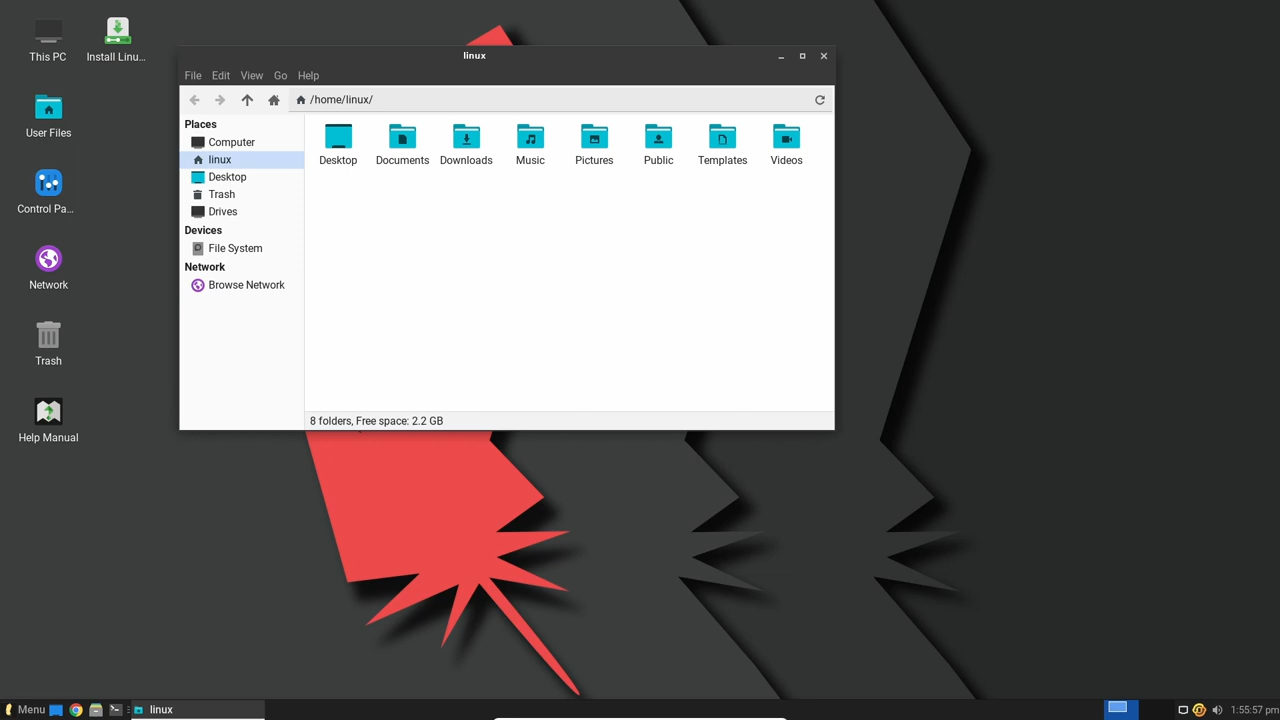 This PC
Install Linu...
User Files
Control Pa...
Network
Trash
Help Manual
linux
File Edit View Go Help
/home/linux/
Places
Computer
linux
Desktop
Trash
Drives
Devices
File System
Network
Browse Network
Desktop Documents Downloads Music Pictures Public Templates Videos
8 folders, Free space: 2.2 GB
Menu linux 1:55:57 pm